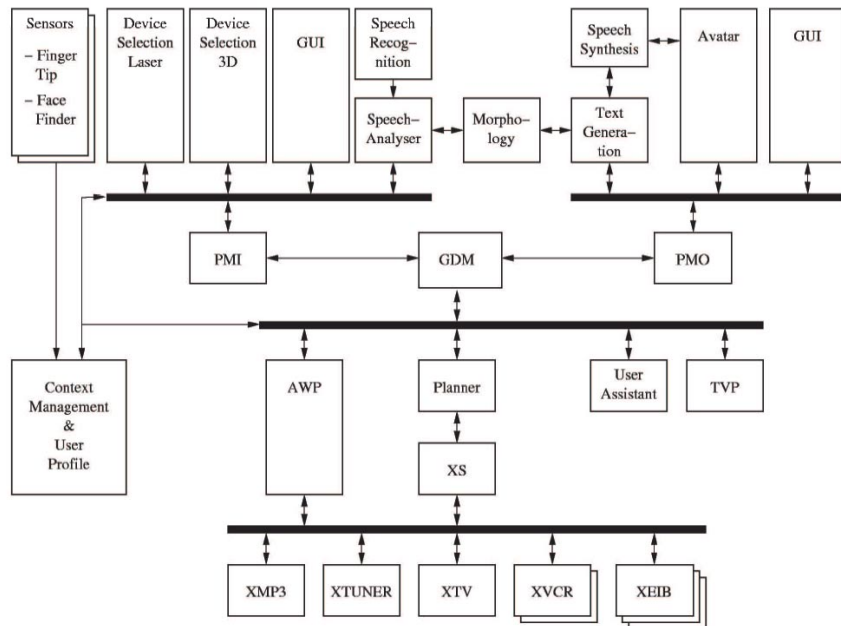 Sensors
– Finger
Tip
– Face
Finder
Device
Selection
Laser
Device
Selection
3D
GUI
Speech
Recog–
nition
Speech–
Analyser
Morpho–
logy
Speech
Synthesis
Text
Genera–
tion
Avatar
GUI
PMI
GDM
PMO
Context
Management
&
User
Profile
AWP
Planner
User
Assistant
TVP
XS
XMP3
XTUNER
XTV
XVCR
XEIB